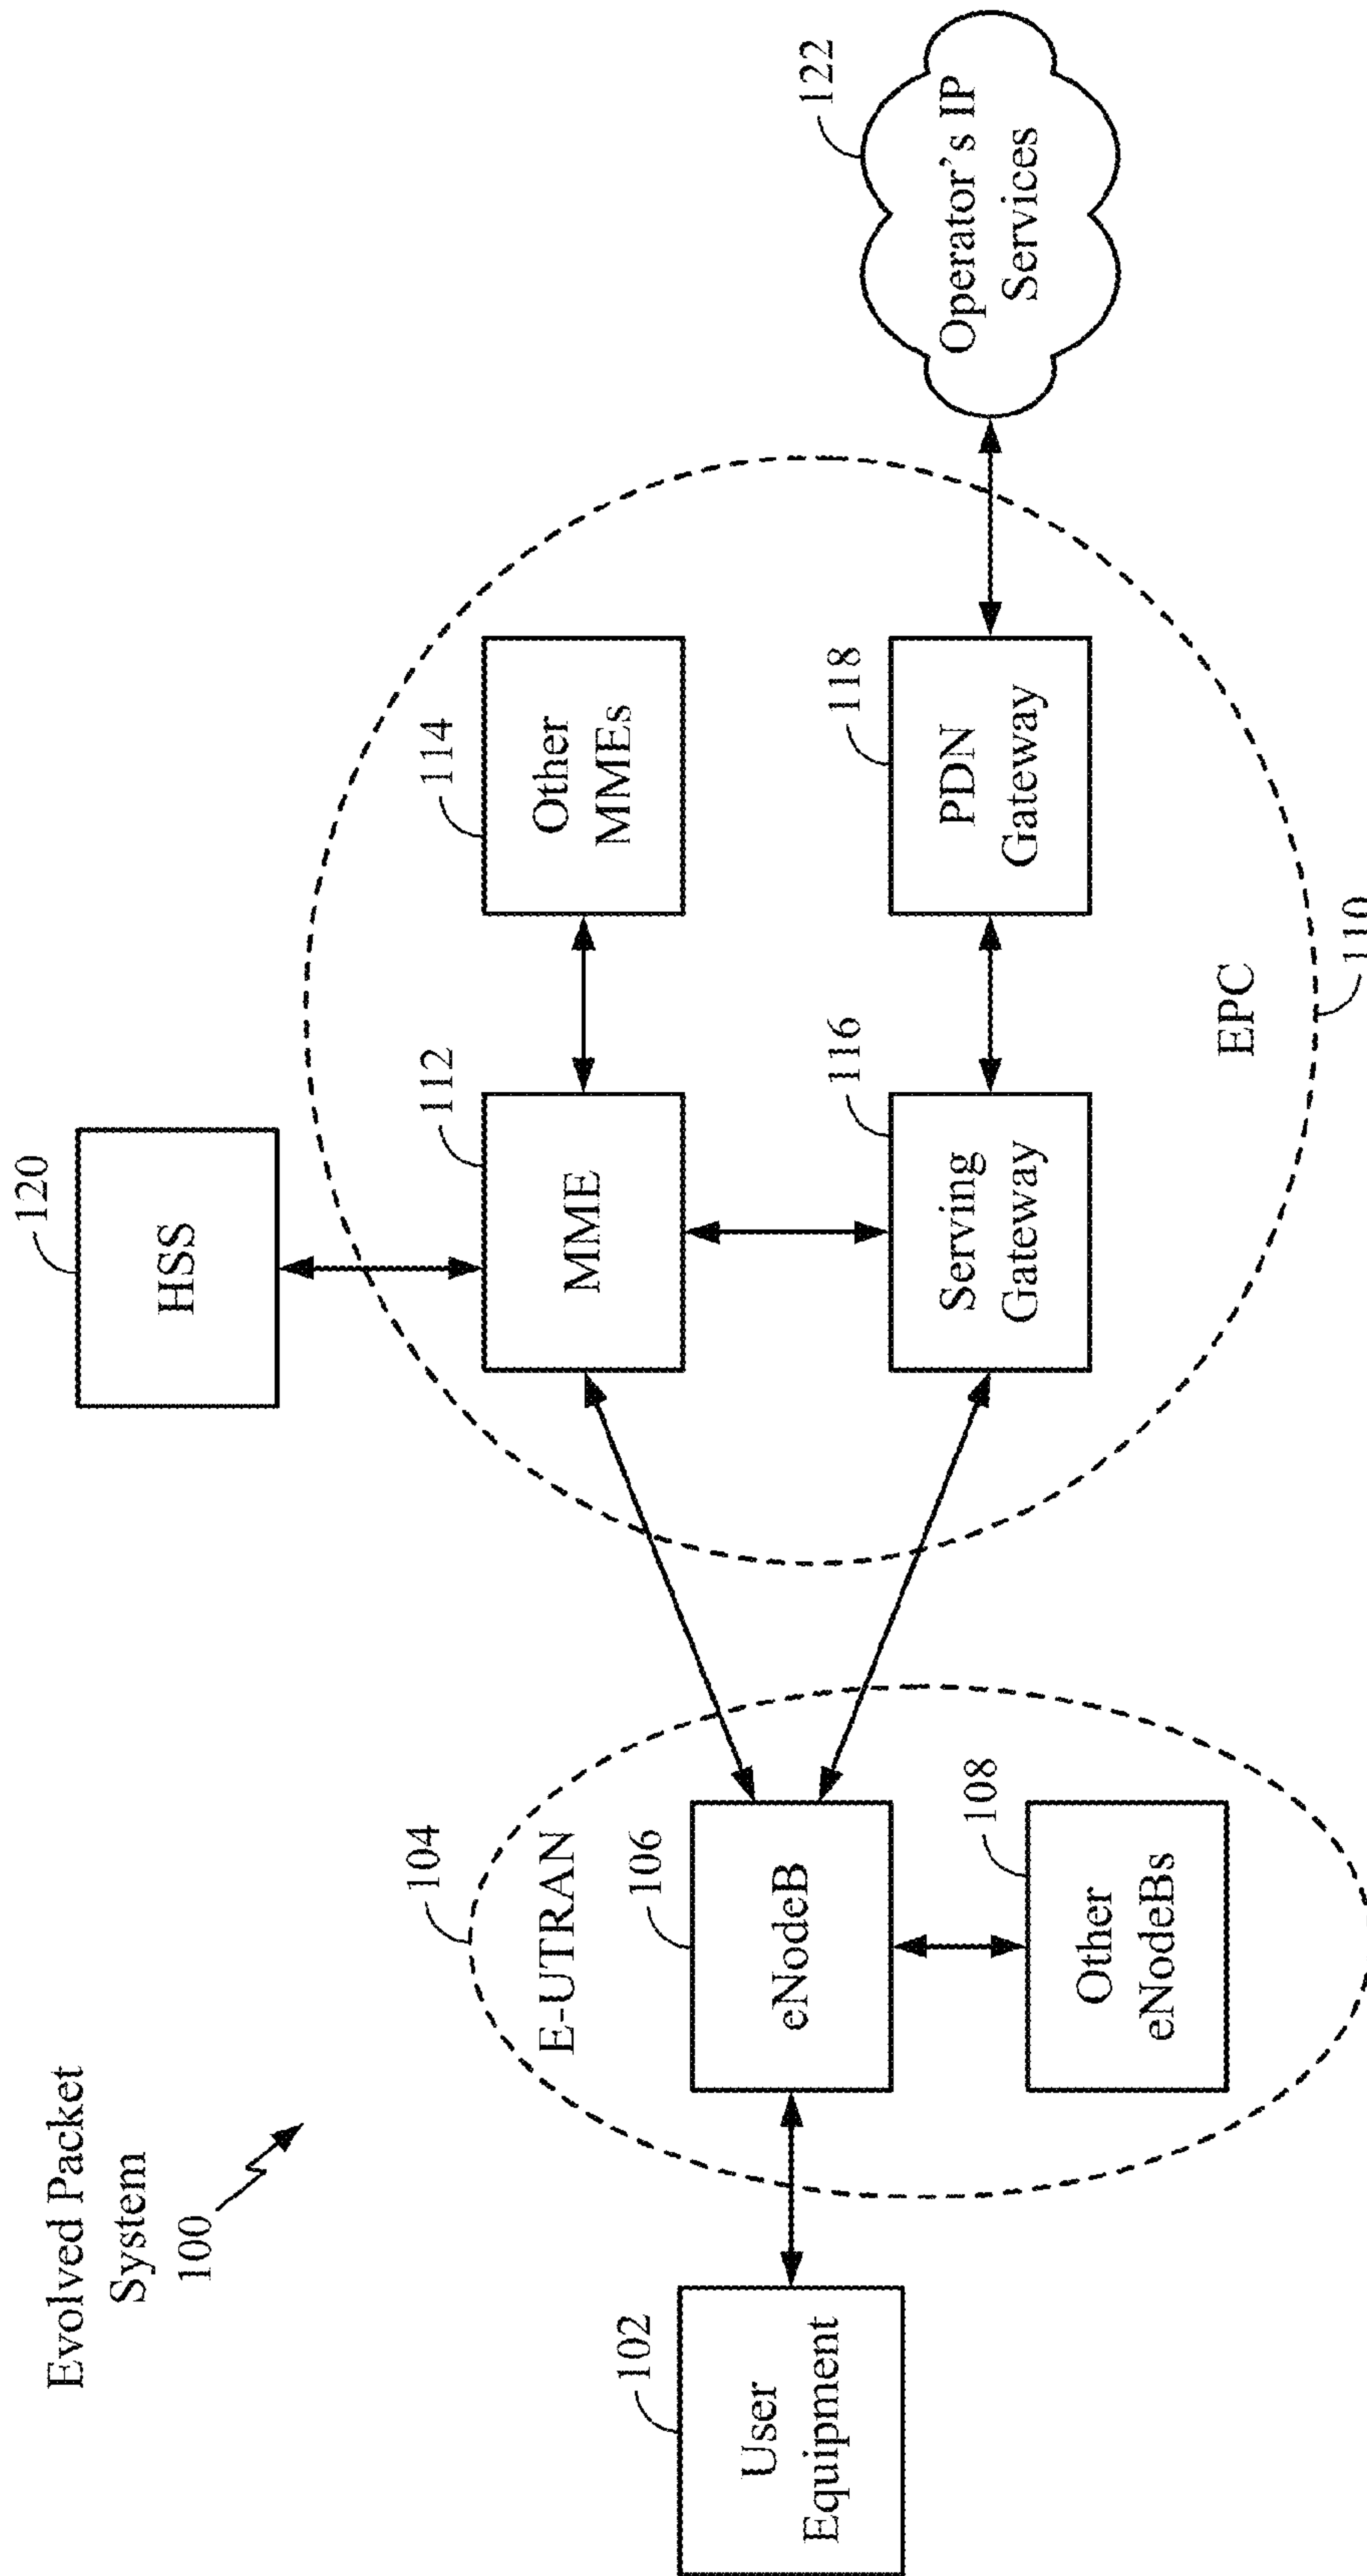 Evolved Packet
System
100
102
User
Equipment
104
E-UTRAN
106
eNodeB
108
Other
eNodeBs
120
HSS
112
MME
114
Other
MMEs
116
Serving
Gateway
118
PDN
Gateway
EPC
110
122
Operator's IP
Services